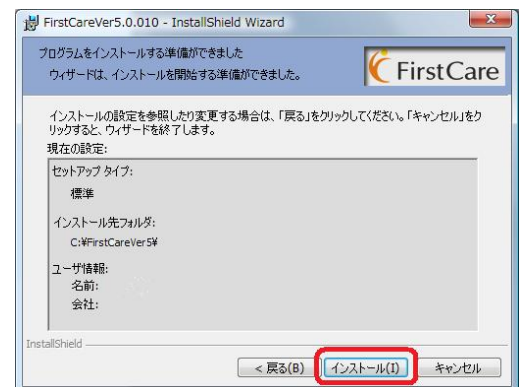 FirstCareVer5.0.010 - InstallShield Wizard
プログラムをインストールする準備ができました
ウィザードは、インストールを開始する準備ができました。
FirstCare
インストールの設定を参照したり変更する場合は、「戻る」をクリックしてください。「キャンセル」をク
リックすると、ウィザードを終了します。
現在の設定:
セットアップ タイプ:
標準
インストール先フォルダ:
C:¥FirstCareVer5¥
ユーザ情報:
名前:
会社:
InstallShield
< 戻る(B)
インストール(I)
キャンセル